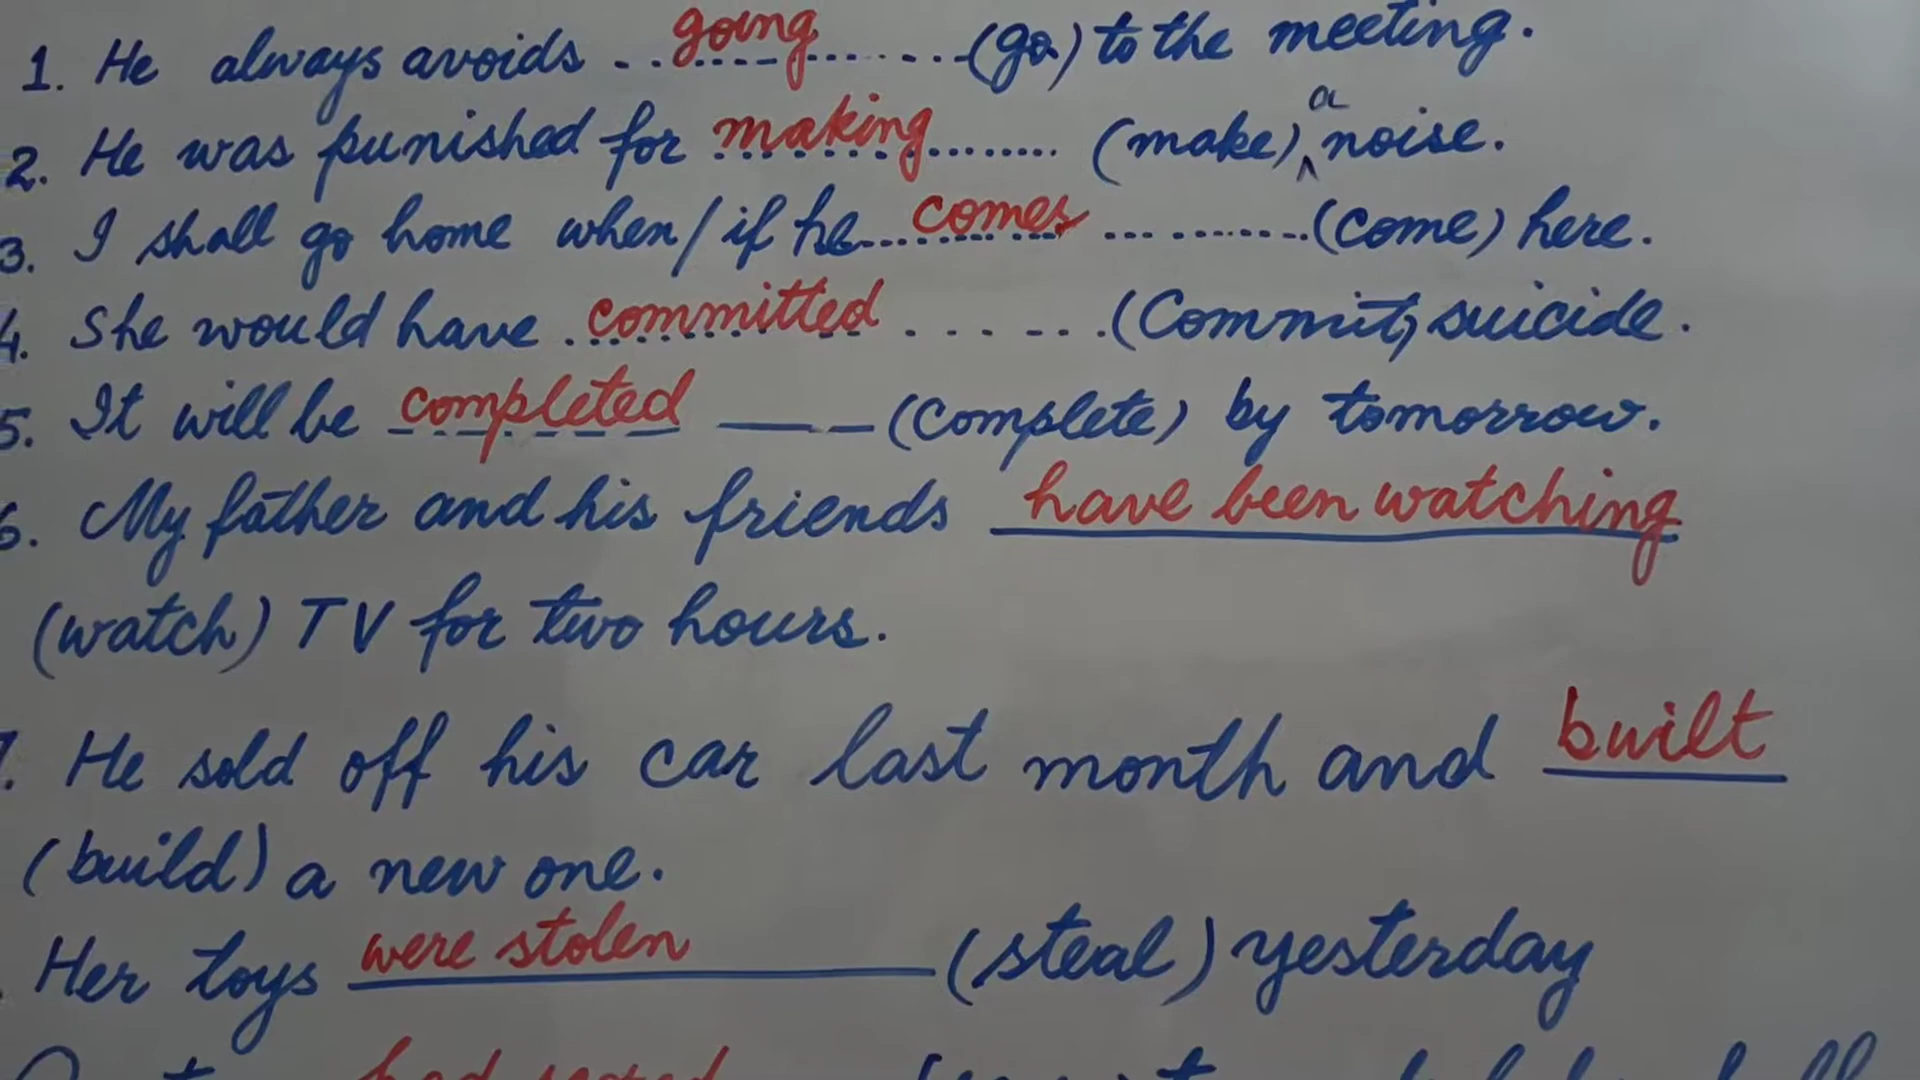 1. He always avoids going (go) to the meeting.
2. He was punished for making (make) a noise.
3. I shall go home when/if he comes (come) here.
4. She would have committed (Commit) suicide.
5. It will be completed (Complete) by tomorrow.
6. My father and his friends have been watching
(watch) TV for two hours.
7. He sold off his car last month and built
(build) a new one.
Her toys were stolen (steal) yesterday